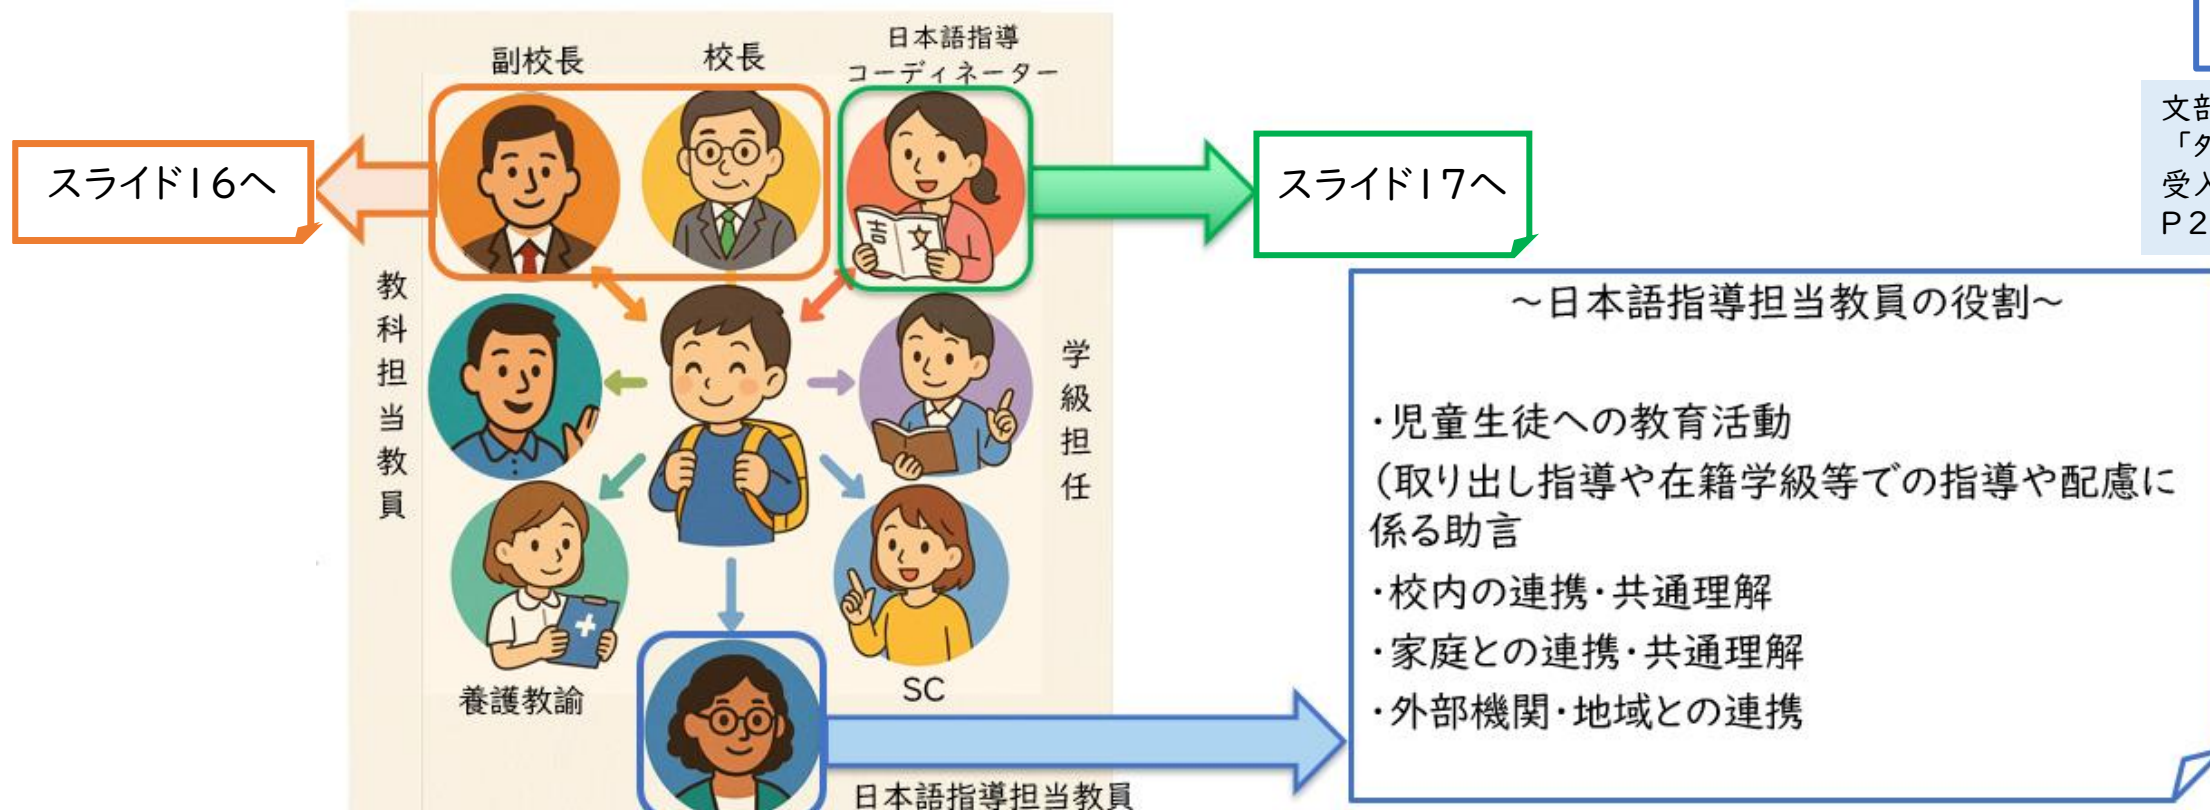 副校長
校長
日本語指導
コーディネーター
スライド16へ
スライド17へ
文部
受入
P2
教科担当教員
学級担任
養護教諭
SC
日本語指導担当教員
～日本語指導担当教員の役割～
・児童生徒への教育活動
（取り出し指導や在籍学級等での指導や配慮に
係る助言
・校内の連携・共通理解
・家庭との連携・共通理解
・外部機関・地域との連携